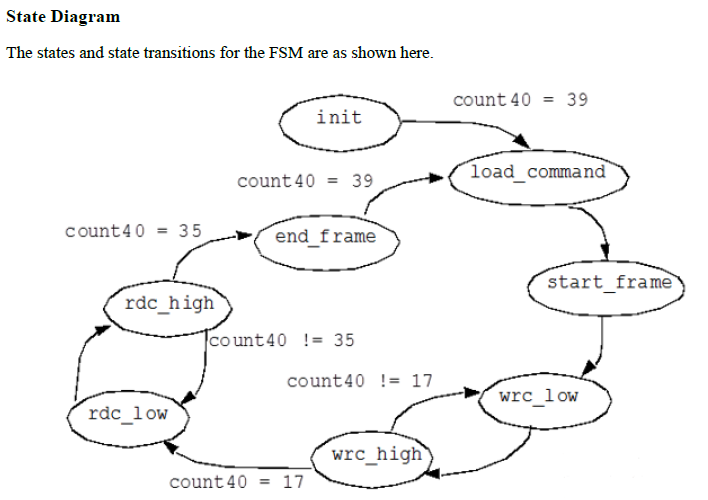 State Diagram
The states and state transitions for the FSM are as shown here.
count40 = 39
init
load_command
count40 = 39
count40 = 35
end_frame
start_frame
rdc_high
count40 != 35
count40 != 17
wrc_low
rdc_low
wrc_high
count40 = 17